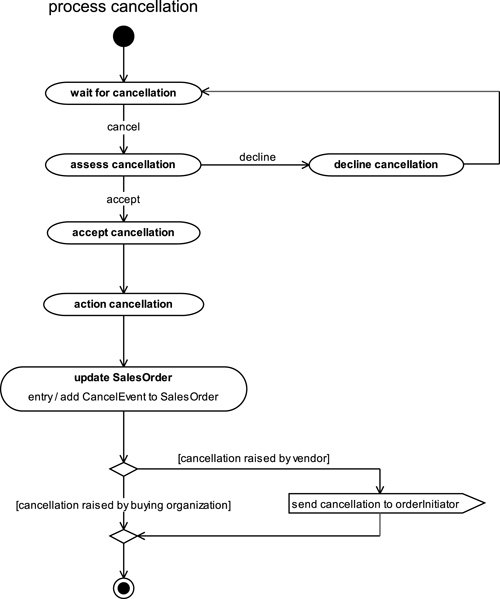 process cancellation
wait for cancellation
cancel
assess cancellation
decline
decline cancellation
accept
accept cancellation
action cancellation
update SalesOrder
entry / add CancelEvent to SalesOrder
[cancellation raised by vendor]
[cancellation raised by buying organization]
send cancellation to orderInitiator